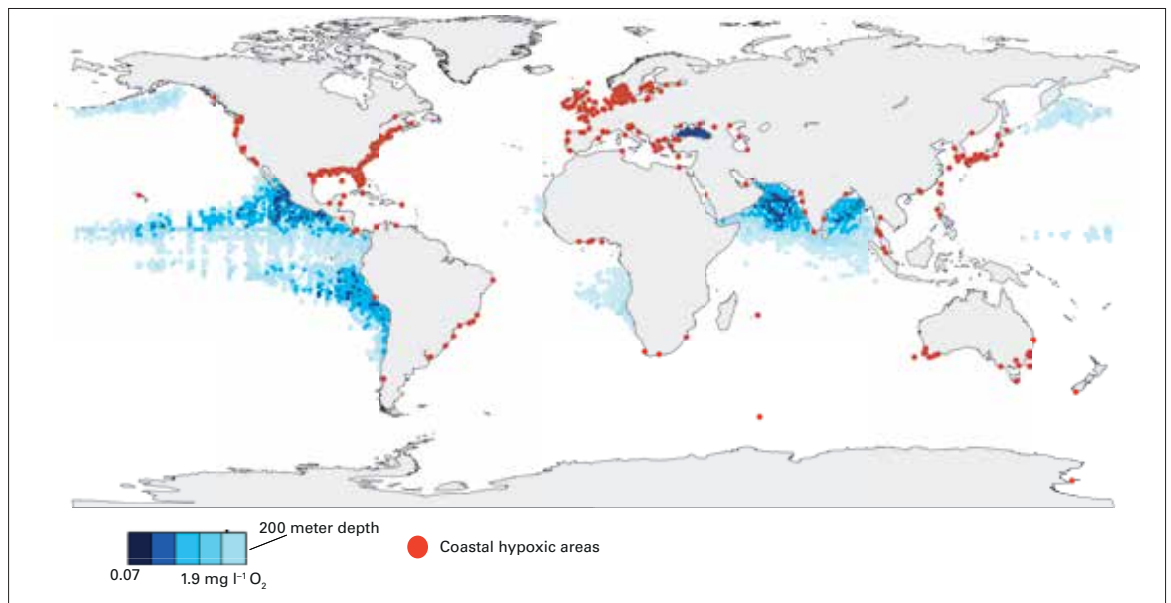 200 meter depth
Coastal hypoxic areas
0.07
1.9 mg l⁻¹ O₂